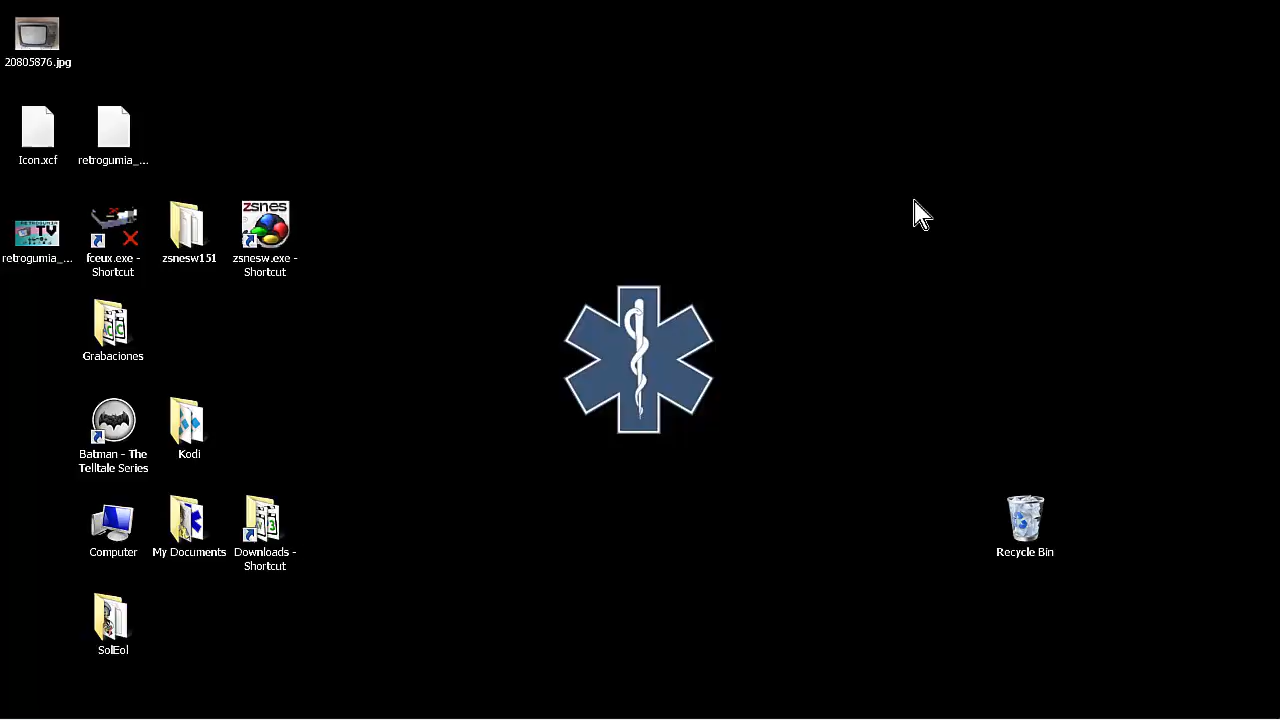 20805876.jpg
Icon.xcf
retrogumia_...
zsnes
TV
retrogumia_...
fceux.exe -
Shortcut
zsnesw151
zsnesw.exe -
Shortcut
Grabaciones
Batman - The
Telltale Series
Kodi
Computer
My Documents
Downloads -
Shortcut
Recycle Bin
SolEol